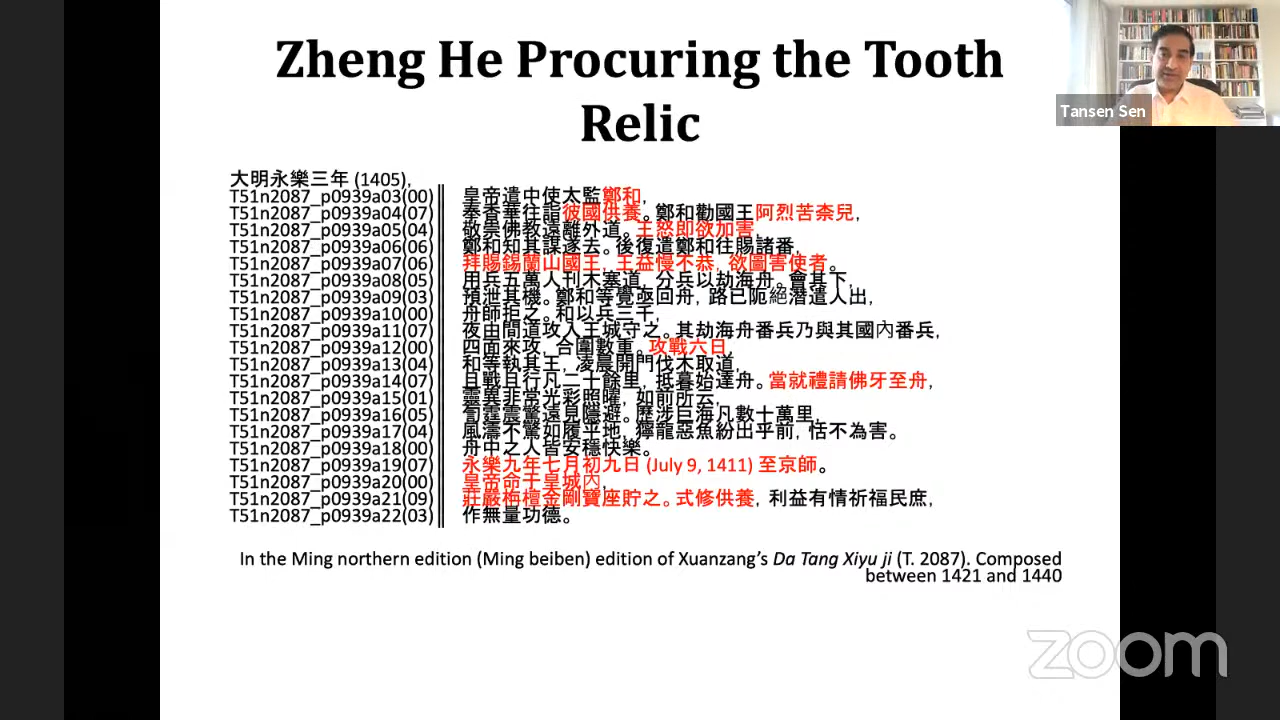 Zheng He Procuring the Tooth
Relic
Tansen Sen
大明永樂三年 (1405),
T51n2087_p0939a03(00)║ 皇帝遣中使太監鄭和,
T51n2087_p0939a04(07)║ 奉香華往詣彼國供養。鄭和勸國王阿烈苦柰兒,
T51n2087_p0939a05(04)║ 敬崇佛教遠離外道。王怒即欲加害,
T51n2087_p0939a06(06)║ 鄭和知其謀遂去。後復遣鄭和往賜諸番,
T51n2087_p0939a07(06)║ 拜賜錫蘭山國王, 王益慢不恭, 欲圖害使者。
T51n2087_p0939a08(05)║ 用兵五萬人刊木塞道, 分兵以劫海舟。會其下,
T51n2087_p0939a09(03)║ 預泄其機。鄭和等覺亟回舟, 路已阨絕潛遣人出,
T51n2087_p0939a10(00)║ 舟師拒之。和以兵三千,
T51n2087_p0939a11(07)║ 夜由間道攻入王城守之。其劫海舟番兵乃與其國內番兵,
T51n2087_p0939a12(00)║ 四面來攻, 合圍數重。攻戰六日,
T51n2087_p0939a13(04)║ 和等執其王, 凌晨開門伐木取道,
T51n2087_p0939a14(07)║ 且戰且行凡二十餘里, 抵暮始達舟。當就禮請佛牙至舟,
T51n2087_p0939a15(01)║ 靈異非常光彩照曜, 如前所云,
T51n2087_p0939a16(05)║ 訇霆震驚遠見隱避。歷涉巨海凡數十萬里,
T51n2087_p0939a17(04)║ 風濤不驚如履平地, 獰龍惡魚紛出乎前, 恬不為害。
T51n2087_p0939a18(00)║ 舟中之人皆安穩快樂。
T51n2087_p0939a19(07)║ 永樂九年七月初九日 (July 9, 1411) 至京師。
T51n2087_p0939a20(00)║ 皇帝命于皇城內,
T51n2087_p0939a21(09)║ 莊嚴栴檀金剛寶座貯之。式修供養, 利益有情祈福民庶,
T51n2087_p0939a22(03)║ 作無量功德。
In the Ming northern edition (Ming beiben) edition of Xuanzang's Da Tang Xiyu ji (T. 2087). Composed
between 1421 and 1440
zoom